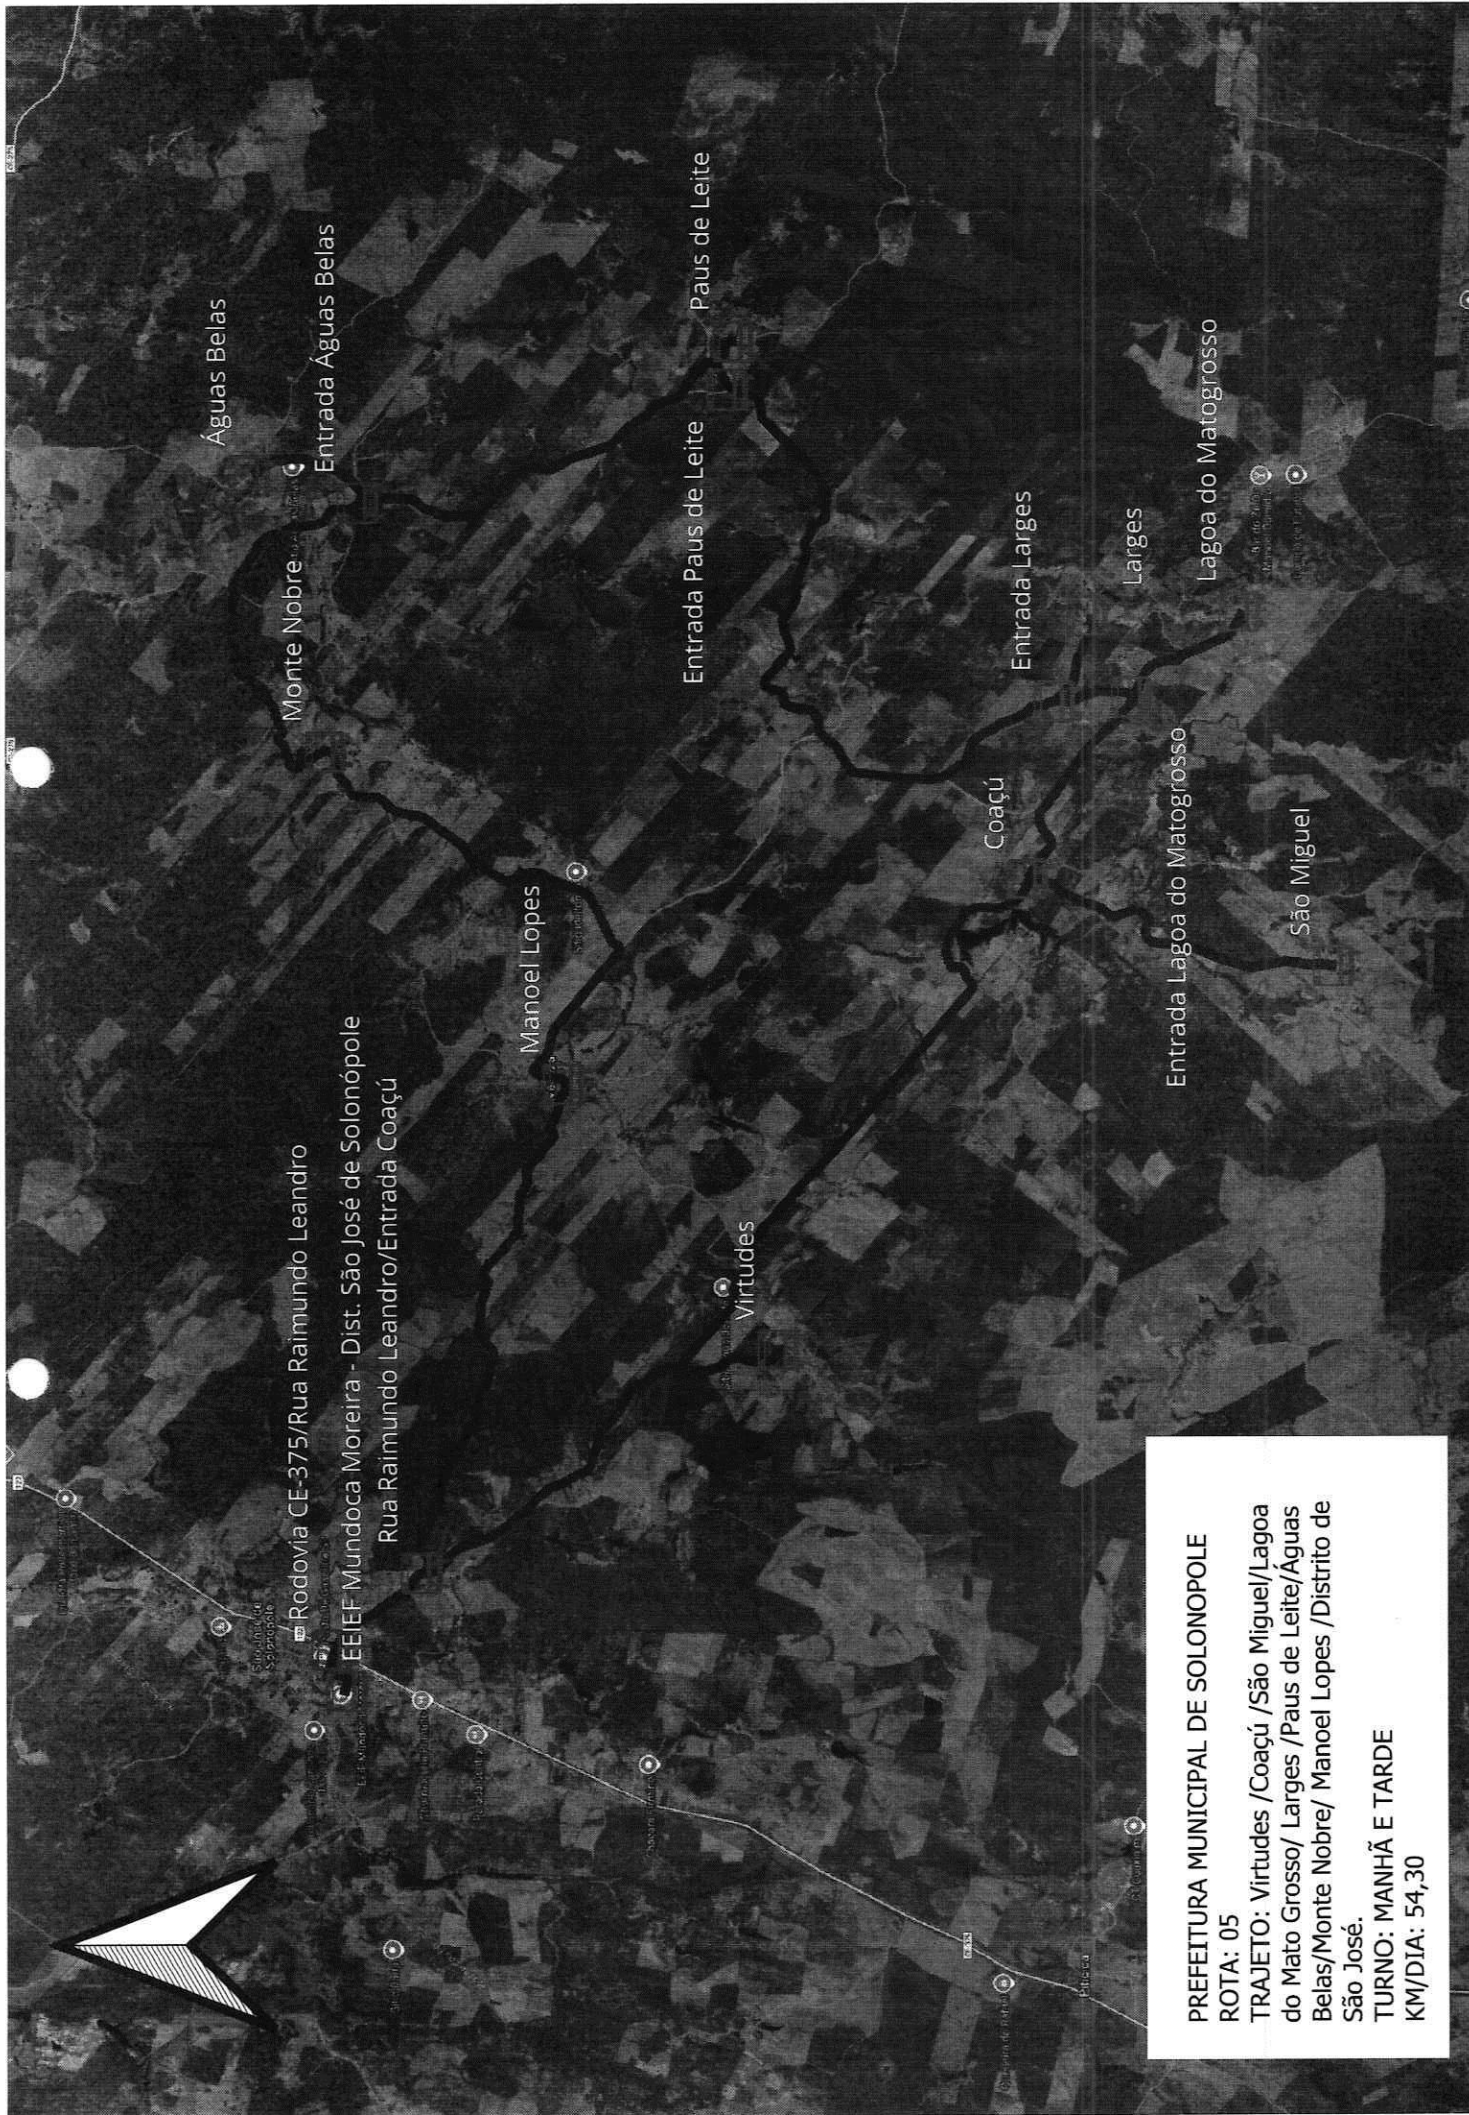 Águas Belas
Entrada Águas Belas
Monte Nobre
Paus de Leite
Entrada Paus de Leite
Manoel Lopes
Rodovia CE-375/Rua Raimundo Leandro
EEIEF Mundoca Moreira - Dist. São José de Solonópole
Rua Raimundo Leandro/Entrada Coaçú
Virtudes
Coaçú
Entrada Larges
Larges
Lagoa do Matogrosso
Entrada Lagoa do Matogrosso
São Miguel
PREFEITURA MUNICIPAL DE SOLONOPOLE
ROTA: 05
TRAJETO: Virtudes /Coaçú /São Miguel/Lagoa
do Mato Grosso/ Larges /Paus de Leite/Águas
Belas/Monte Nobre/ Manoel Lopes /Distrito de
São José.
TURNO: MANHÃ E TARDE
KM/DIA: 54,30